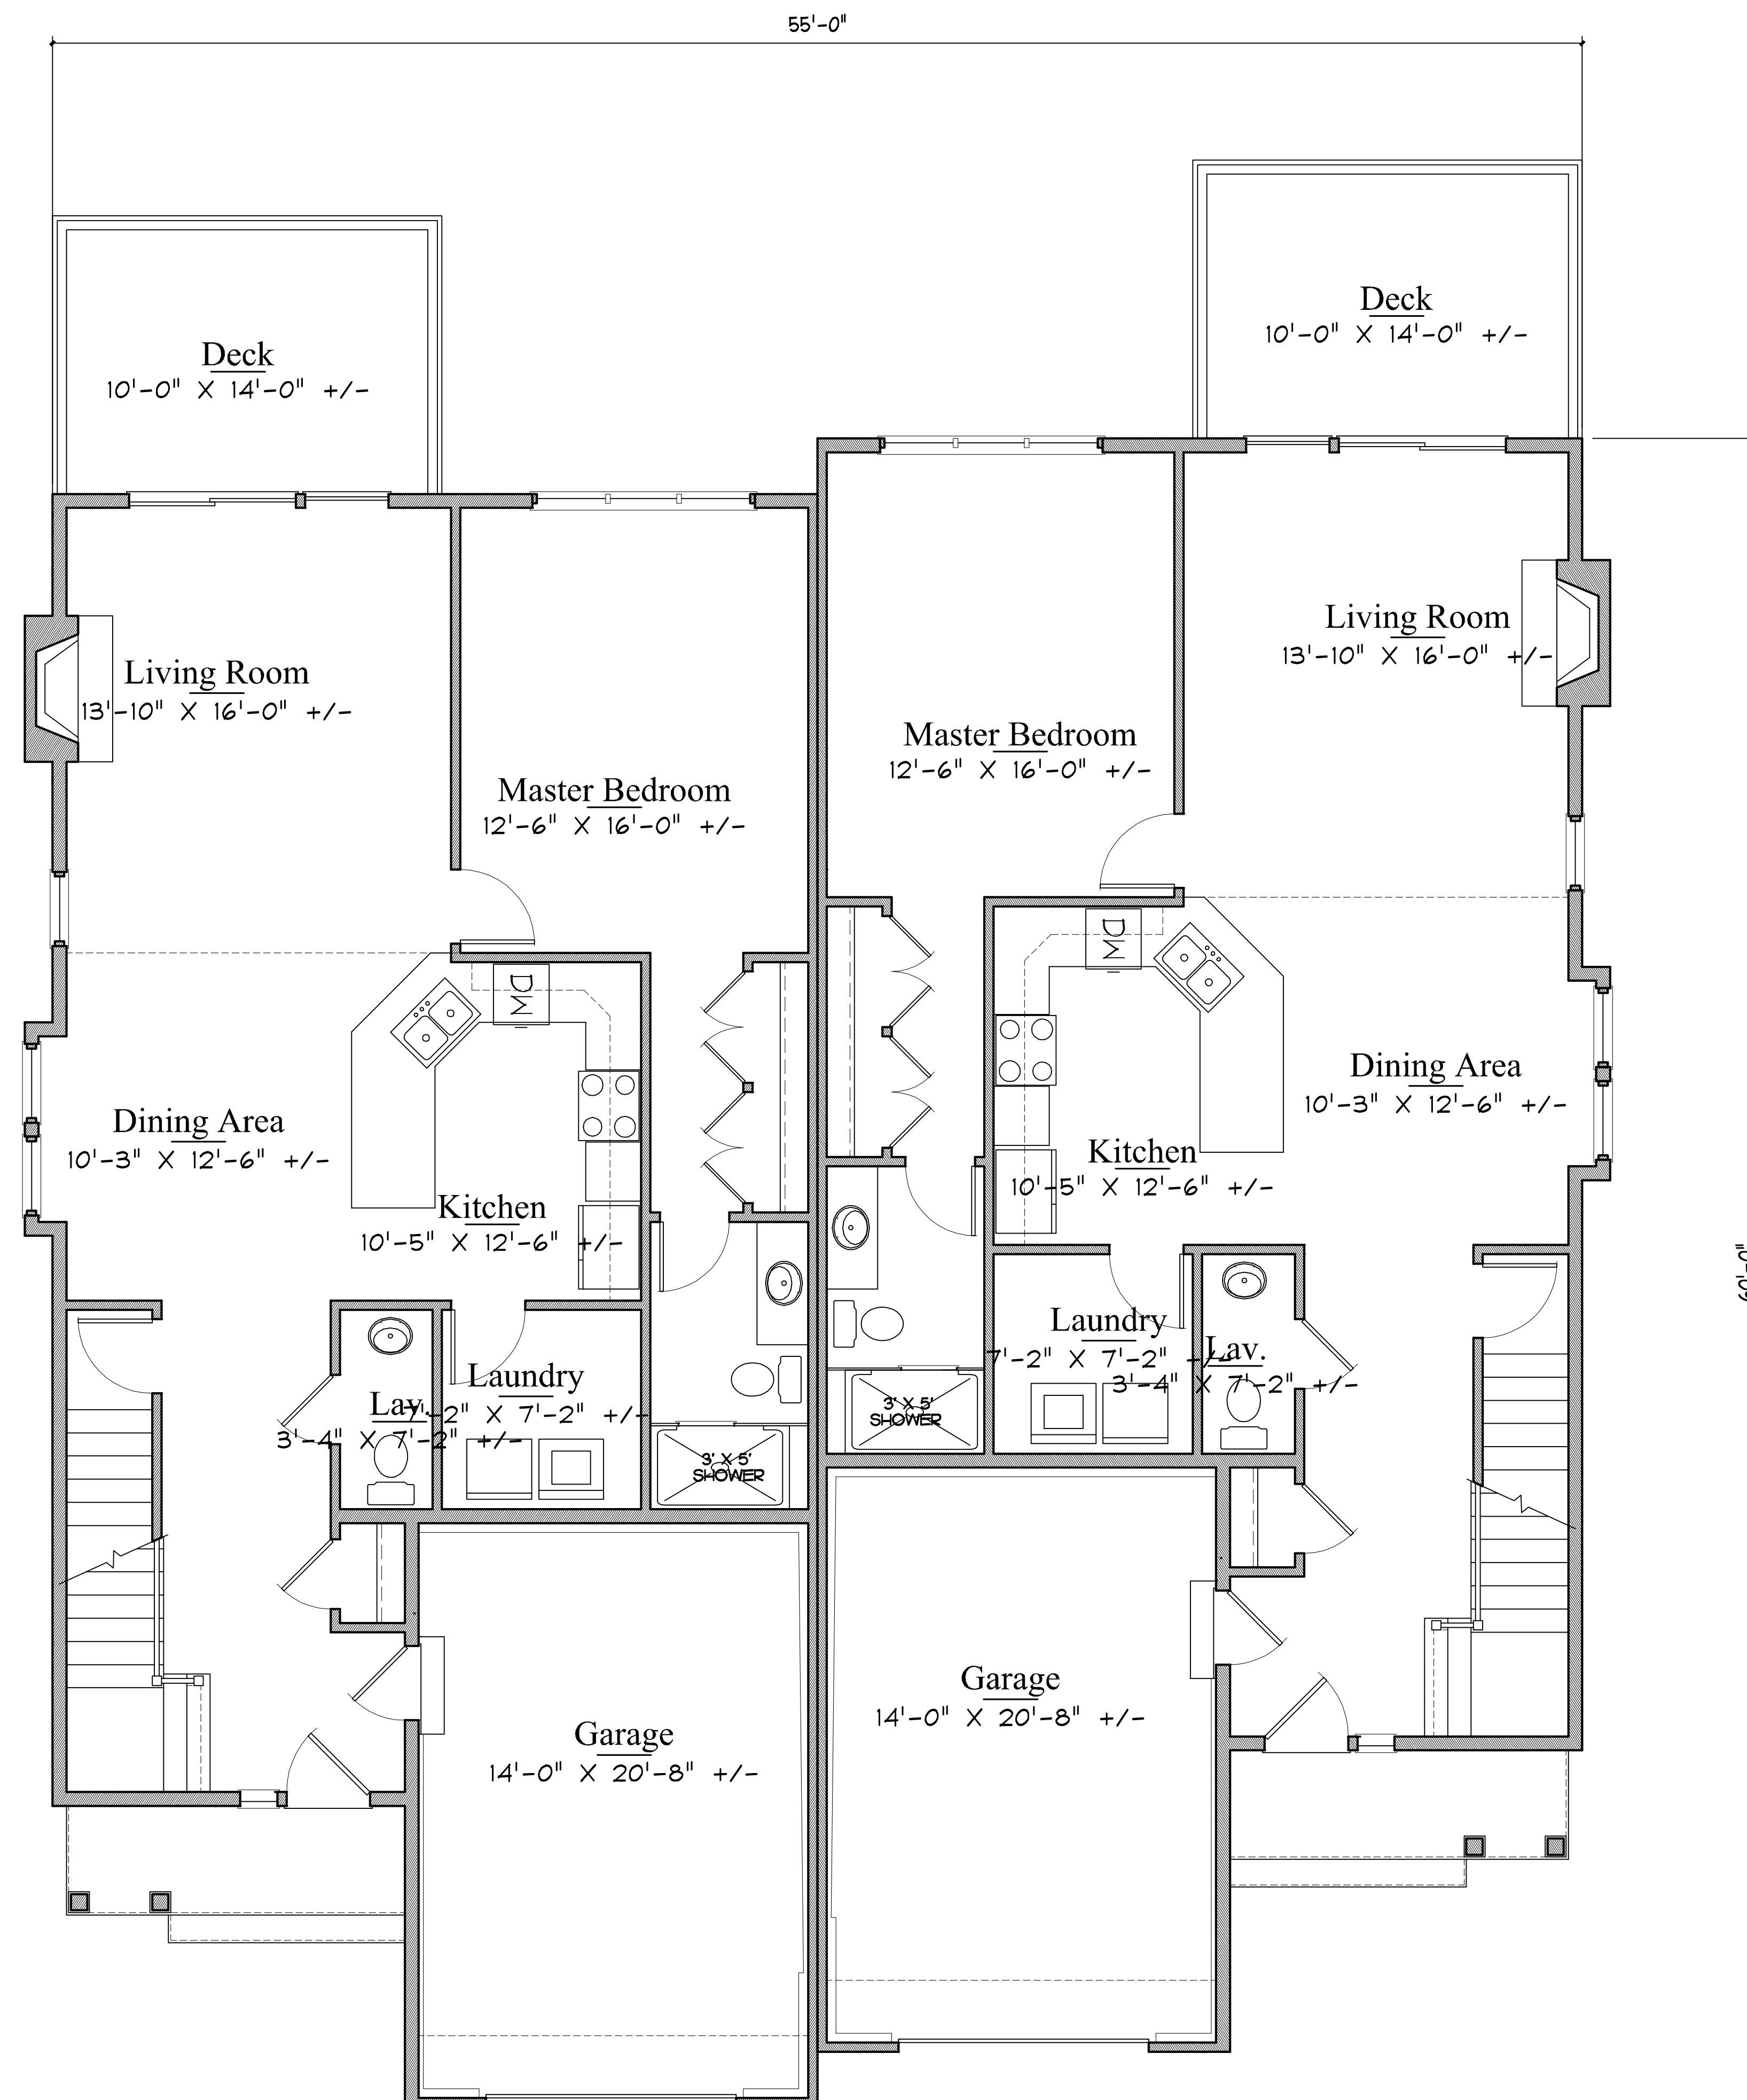 55'-0"
Deck
10'-0" X 14'-0" +/-
Deck
10'-0" X 14'-0" +/-
Living Room
13'-10" X 16'-0" +/-
Living Room
13'-10" X 16'-0" +/-
Master Bedroom
12'-6" X 16'-0" +/-
Master Bedroom
12'-6" X 16'-0" +/-
DW
DW
Dining Area
10'-3" X 12'-6" +/-
Dining Area
10'-3" X 12'-6" +/-
Kitchen
10'-5" X 12'-6" +/-
Kitchen
10'-5" X 12'-6" +/-
60'-0"
Laundry
7'-2" X 7'-2" +/-
Lav.
3'-4" X 7'-2" +/-
Laundry
7'-2" X 7'-2" +/-
Lav.
3'-4" X 7'-2" +/-
3' X 5'
SHOWER
3' X 5'
SHOWER
Garage
14'-0" X 20'-8" +/-
Garage
14'-0" X 20'-8" +/-